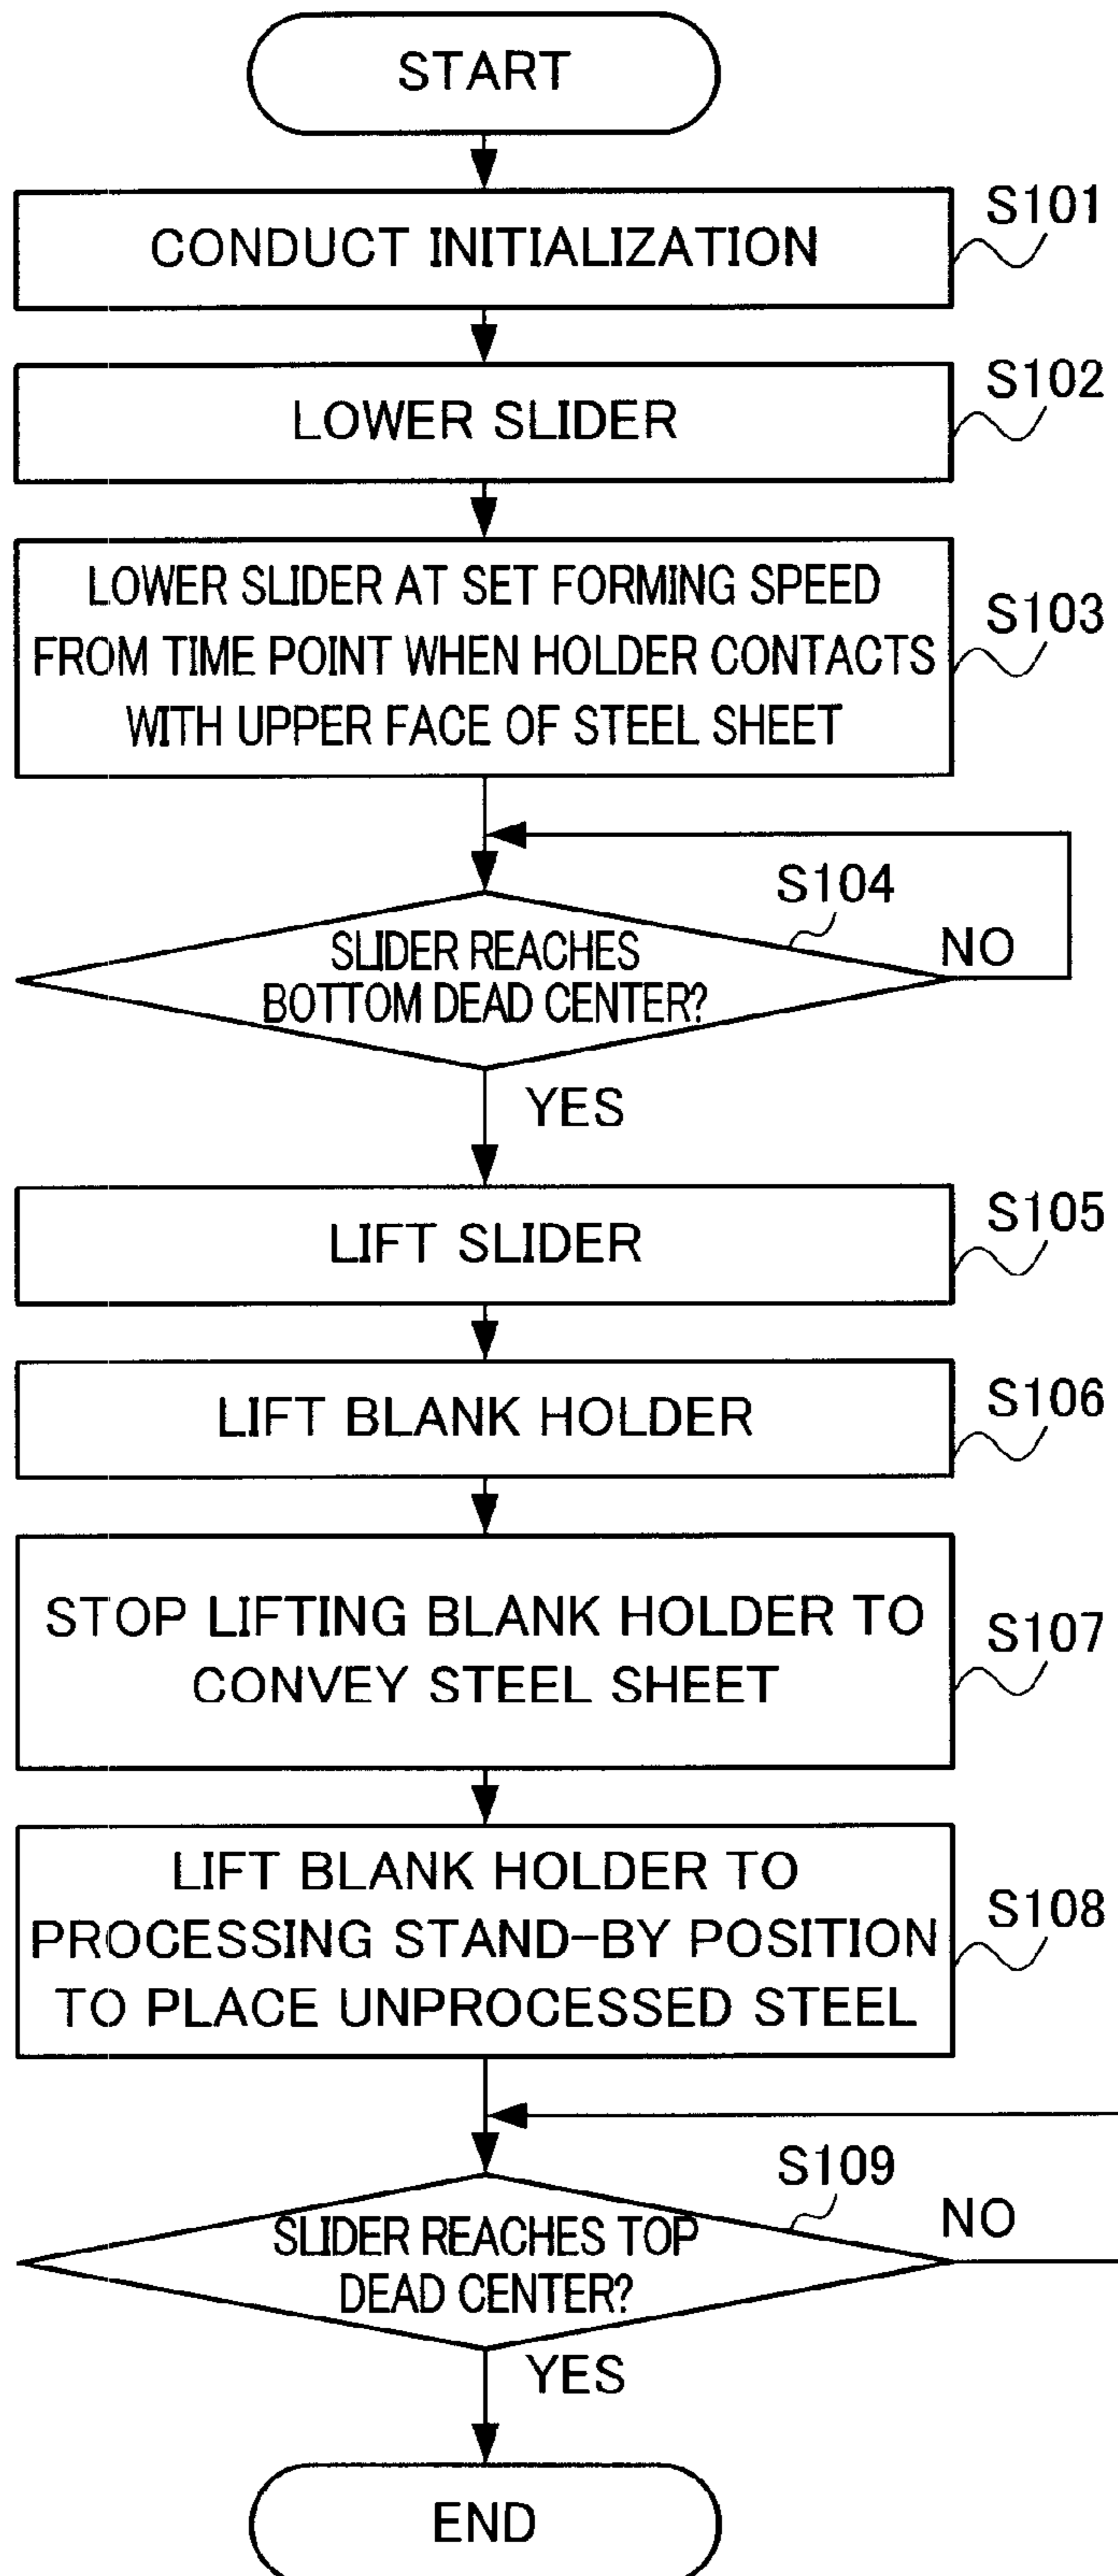 START
S101
CONDUCT INITIALIZATION
S102
LOWER SLIDER
LOWER SLIDER AT SET FORMING SPEED
S103
FROM TIME POINT WHEN HOLDER CONTACTS
WITH UPPER FACE OF STEEL SHEET
S104
SLIDER REACHES
NO
BOTTOM DEAD CENTER?
YES
S105
LIFT SLIDER
S106
LIFT BLANK HOLDER
STOP LIFTING BLANK HOLDER TO
S107
CONVEY STEEL SHEET
LIFT BLANK HOLDER TO
S108
PROCESSING STAND-BY POSITION
TO PLACE UNPROCESSED STEEL
S109
NO
SLIDER REACHES TOP
DEAD CENTER?
YES
END